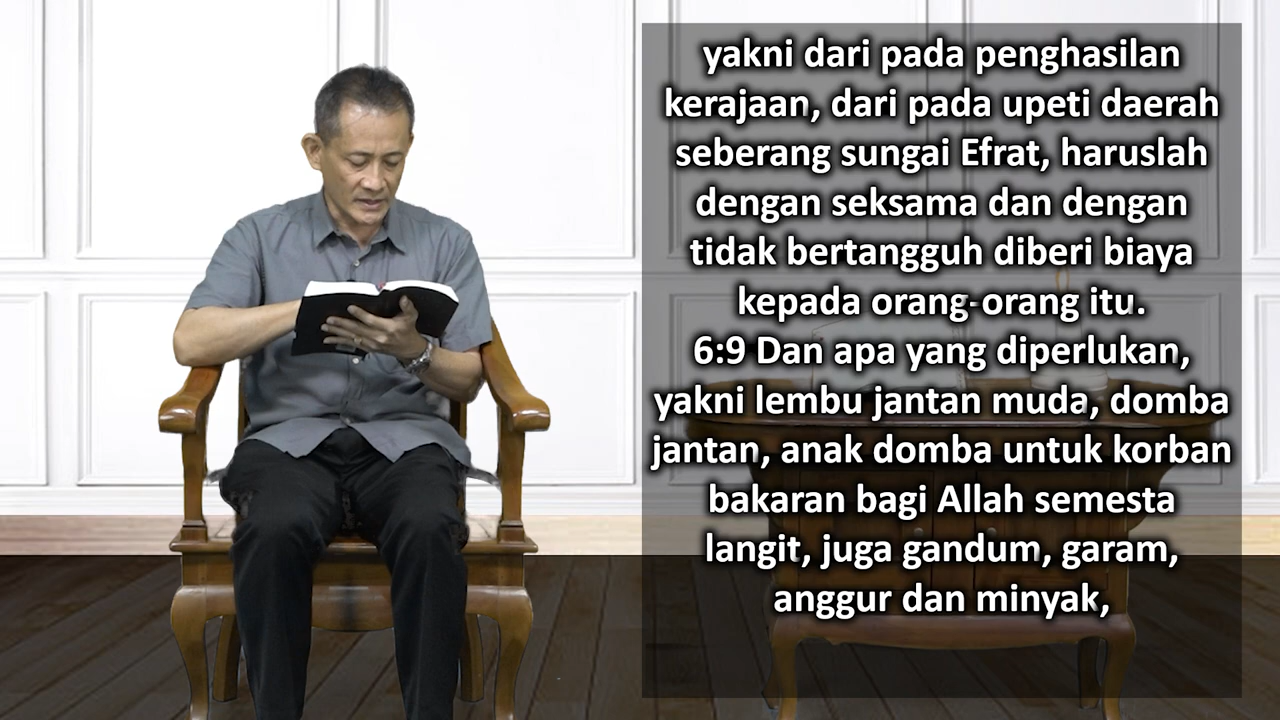 yakni dari pada penghasilan
kerajaan, dari pada upeti daerah
seberang sungai Efrat, haruslah
dengan seksama dan dengan
tidak bertangguh diberi biaya
kepada orang-orang itu.
6:9 Dan apa yang diperlukan,
yakni lembu jantan muda, domba
jantan, anak domba untuk korban
bakaran bagi Allah semesta
langit, juga gandum, garam,
anggur dan minyak,